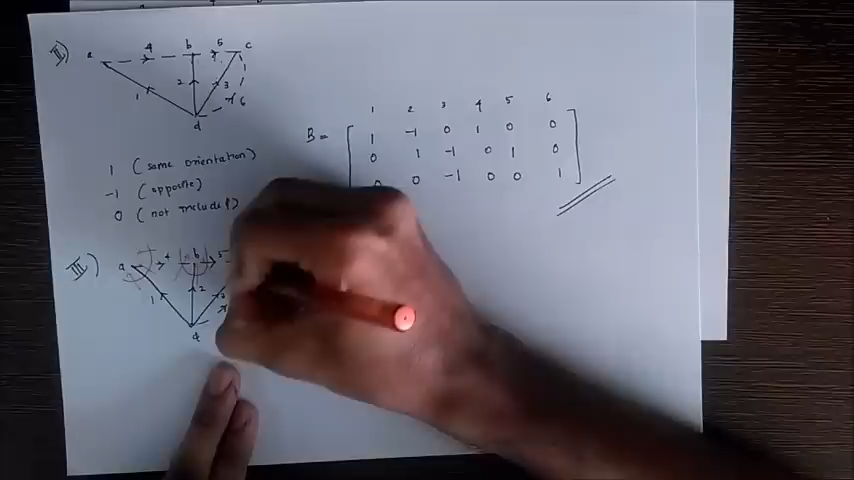 II)
a 4 b 5 c
1 2 3 6
d
1 2 3 4 5 6
B = 1 -1 0 1 0 0
0 1 -1 0 1 0
0 0 -1 0 0 1
1 (same orientation)
-1 (opposite)
0 (not included)
III)
a 4 b 5
1 2
d